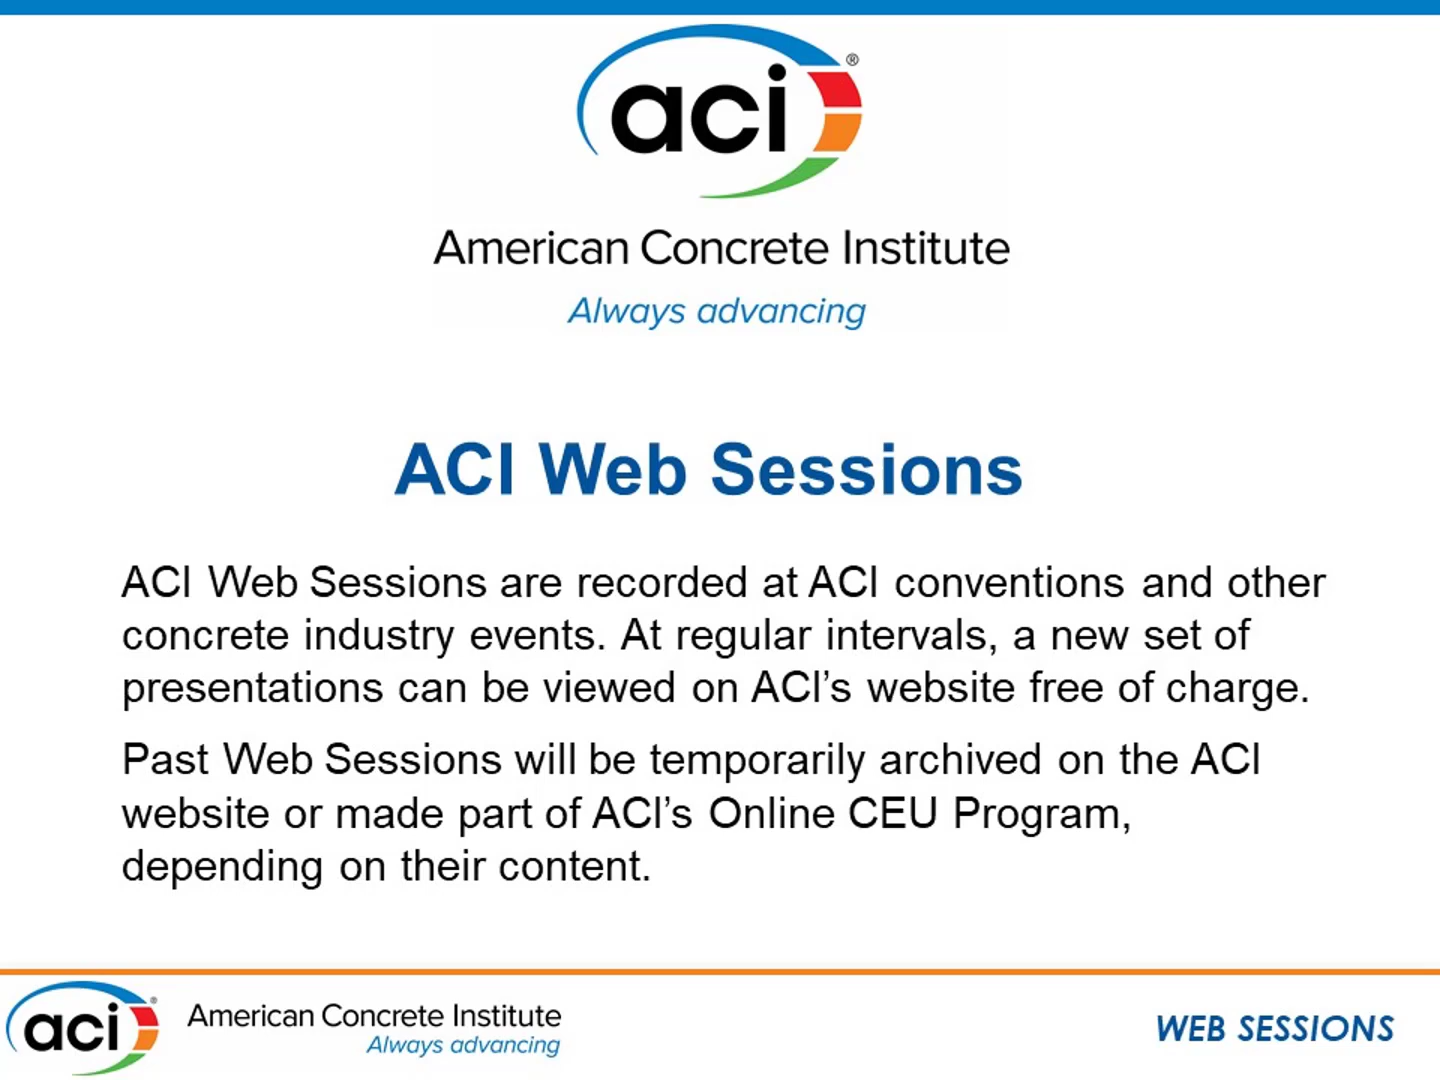 aci®
American Concrete Institute
Always advancing
ACI Web Sessions
ACI Web Sessions are recorded at ACI conventions and other
concrete industry events. At regular intervals, a new set of
presentations can be viewed on ACI’s website free of charge.
Past Web Sessions will be temporarily archived on the ACI
website or made part of ACI’s Online CEU Program,
depending on their content.
aci®
American Concrete Institute
Always advancing
WEB SESSIONS